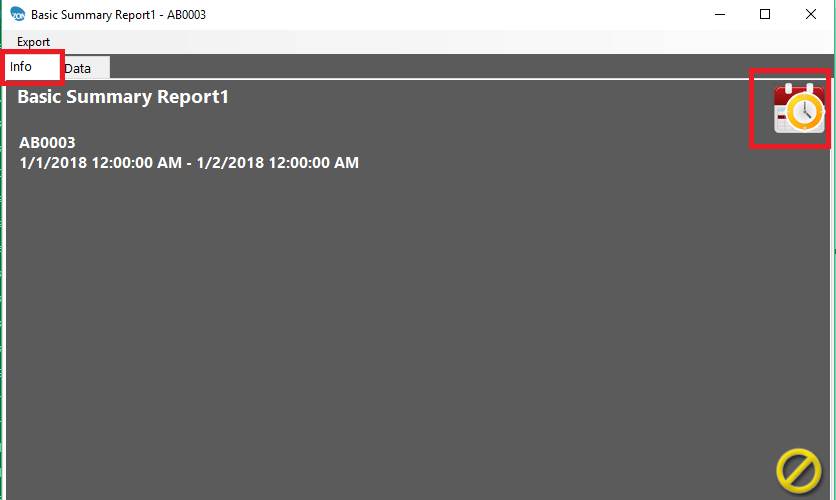 ZON
Basic Summary Report1 - AB0003
Export
Info
Data
Basic Summary Report1
AB0003
1/1/2018 12:00:00 AM - 1/2/2018 12:00:00 AM